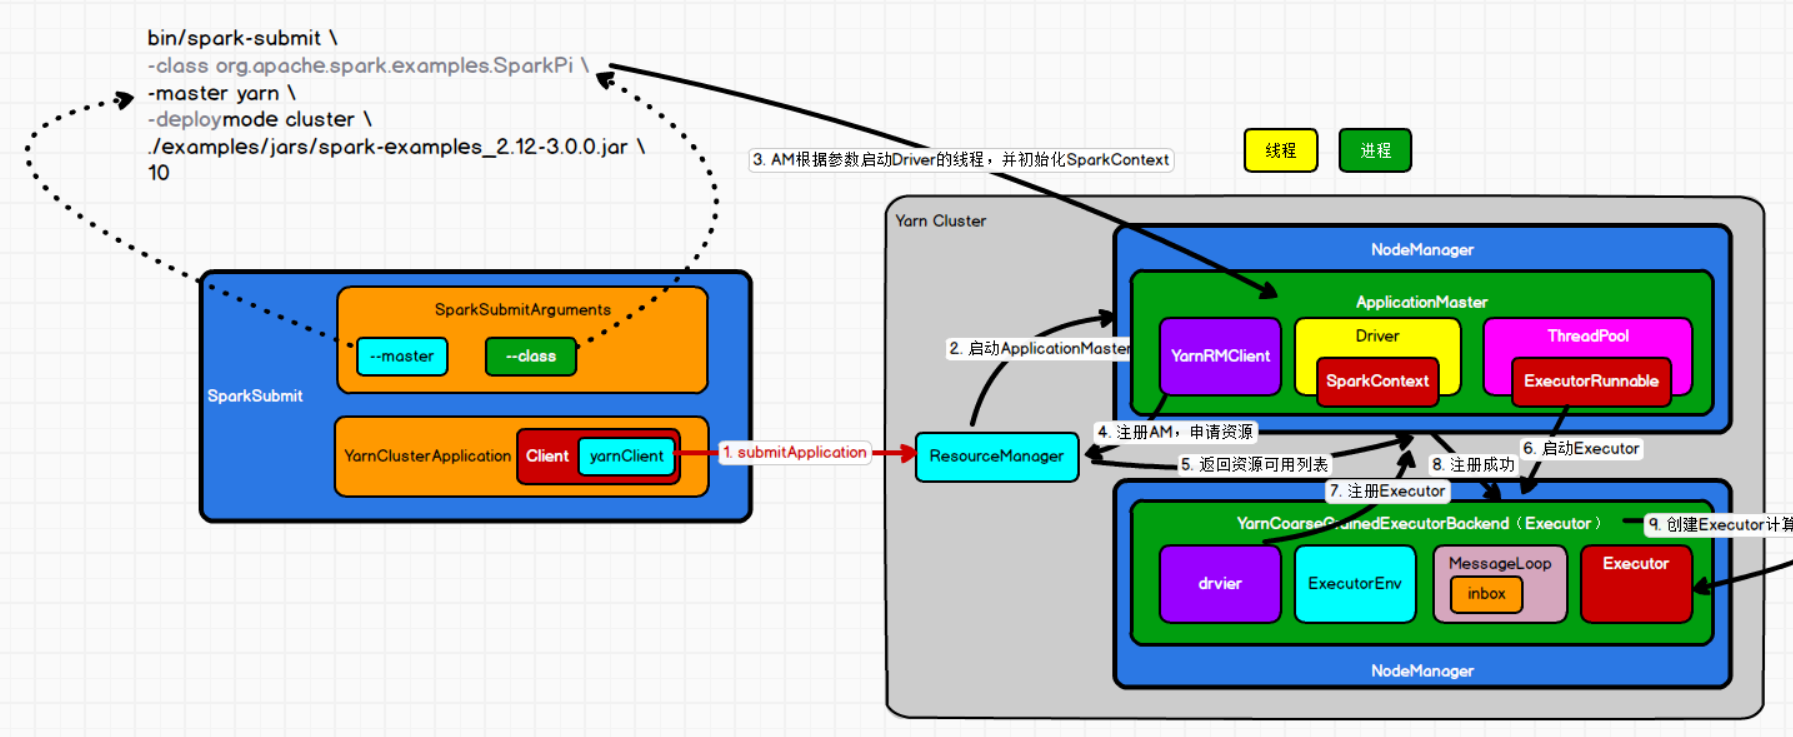 bin/spark-submit \
-class org.apache.spark.examples.SparkPi \
-master yarn \
-deploymode cluster \
./examples/jars/spark-examples_2.12-3.0.0.jar \
10
3. AM根据参数启动Driver的线程，并初始化SparkContext
线程
进程
Yarn Cluster
NodeManager
ApplicationMaster
YarnRMClient
Driver
SparkContext
ThreadPool
ExecutorRunnable
SparkSubmit
SparkSubmitArguments
--master
--class
YarnClusterApplication
Client
yarnClient
1. submitApplication
ResourceManager
2. 启动ApplicationMaster
4. 注册AM，申请资源
5. 返回资源可用列表
6. 启动Executor
7. 注册Executor
8. 注册成功
YarnCoarseGrainedExecutorBackend（Executor）
9. 创建Executor计算
drvier
ExecutorEnv
MessageLoop
inbox
Executor
NodeManager